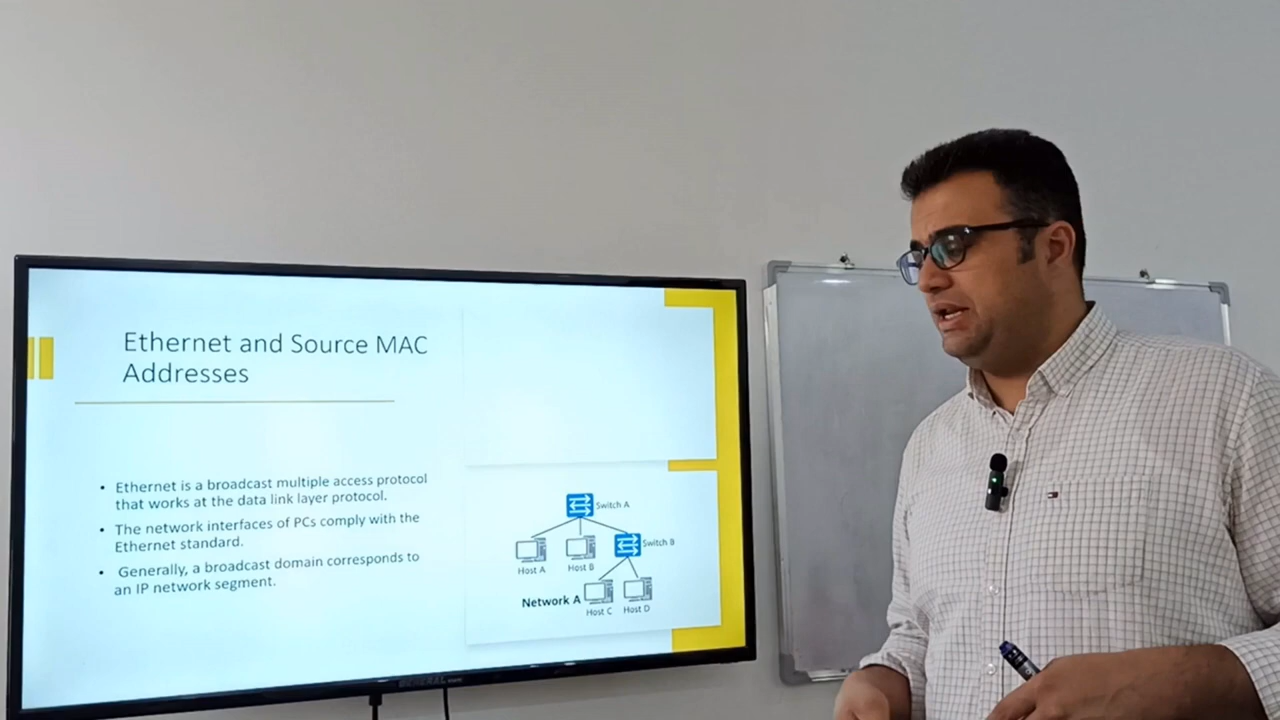 Ethernet and Source MAC
Addresses
• Ethernet is a broadcast multiple access protocol
that works at the data link layer protocol.
• The network interfaces of PCs comply with the
Ethernet standard.
• Generally, a broadcast domain corresponds to
an IP network segment.
Switch A
Host A
Host B
Switch B
Network A
Host C
Host D